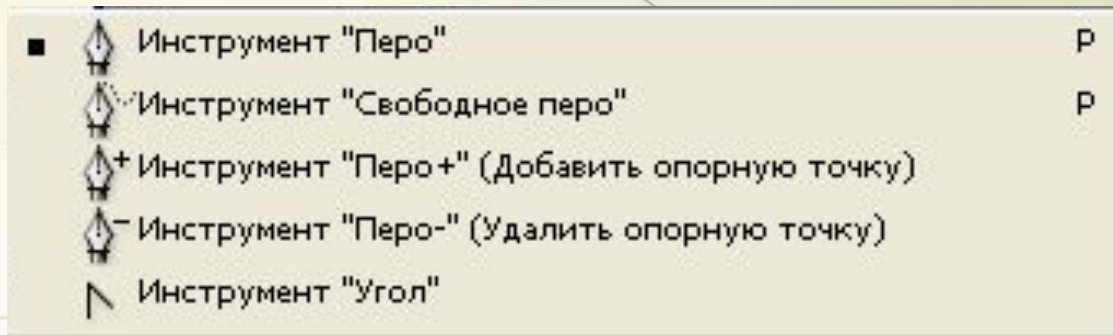 Инструмент "Перо" P
Инструмент "Свободное перо" P
Инструмент "Перо+" (Добавить опорную точку)
Инструмент "Перо-" (Удалить опорную точку)
Инструмент "Угол"